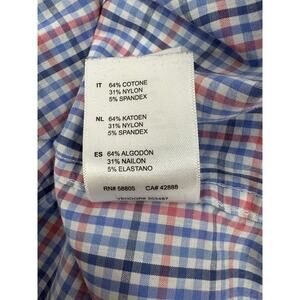 IT 64% COTONE
31% NYLON
5% SPANDEX
NL 64% KATOEN
31% NYLON
5% SPANDEX
ES 64% ALGODÓN
31% NAILON
5% ELASTANO
RN# 58805 CA# 42888
VENDOR#